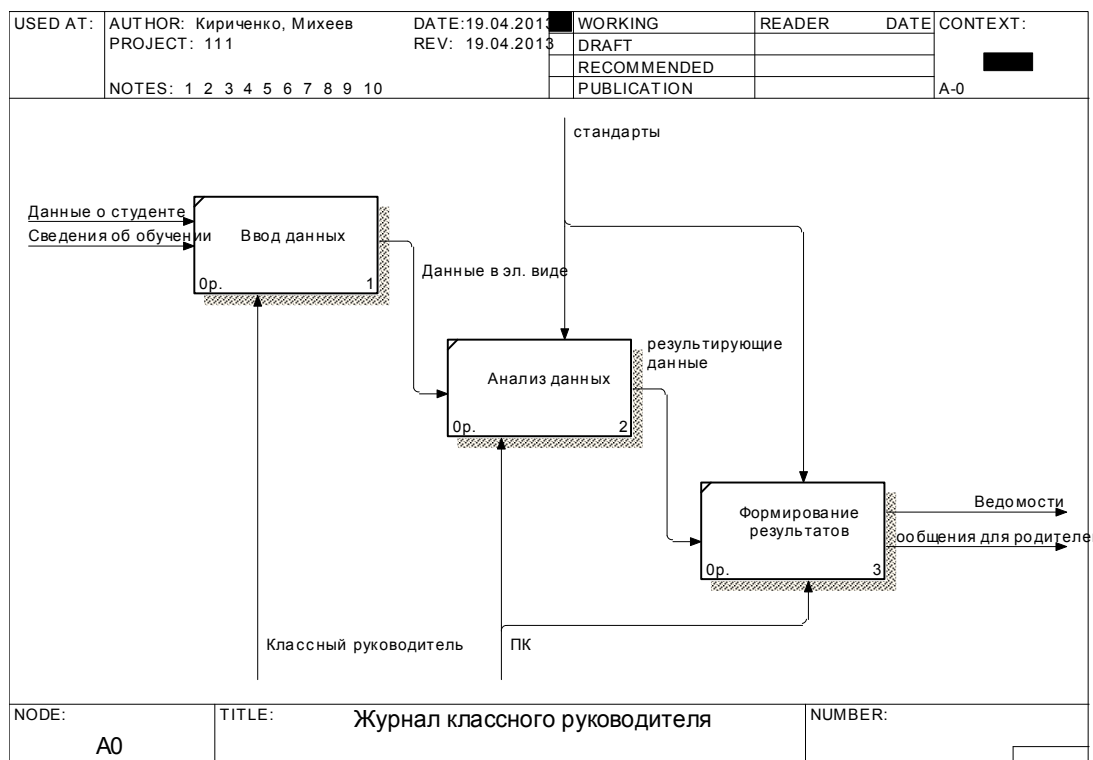 USED AT:
AUTHOR: Кириченко, Михеев
DATE:19.04.2013
PROJECT: 111
REV: 19.04.2013
NOTES: 1 2 3 4 5 6 7 8 9 10
WORKING
DRAFT
RECOMMENDED
PUBLICATION
READER DATE
CONTEXT:
A-0
стандарты
Данные о студенте
Сведения об обучении
Ввод данных
0р. 1
Данные в эл. виде
Анализ данных
0р. 2
результирующие
данные
Формирование
результатов
0р. 3
Ведомости
ообщения для родителе
Классный руководитель
ПК
NODE:
A0
TITLE:
Журнал классного руководителя
NUMBER: